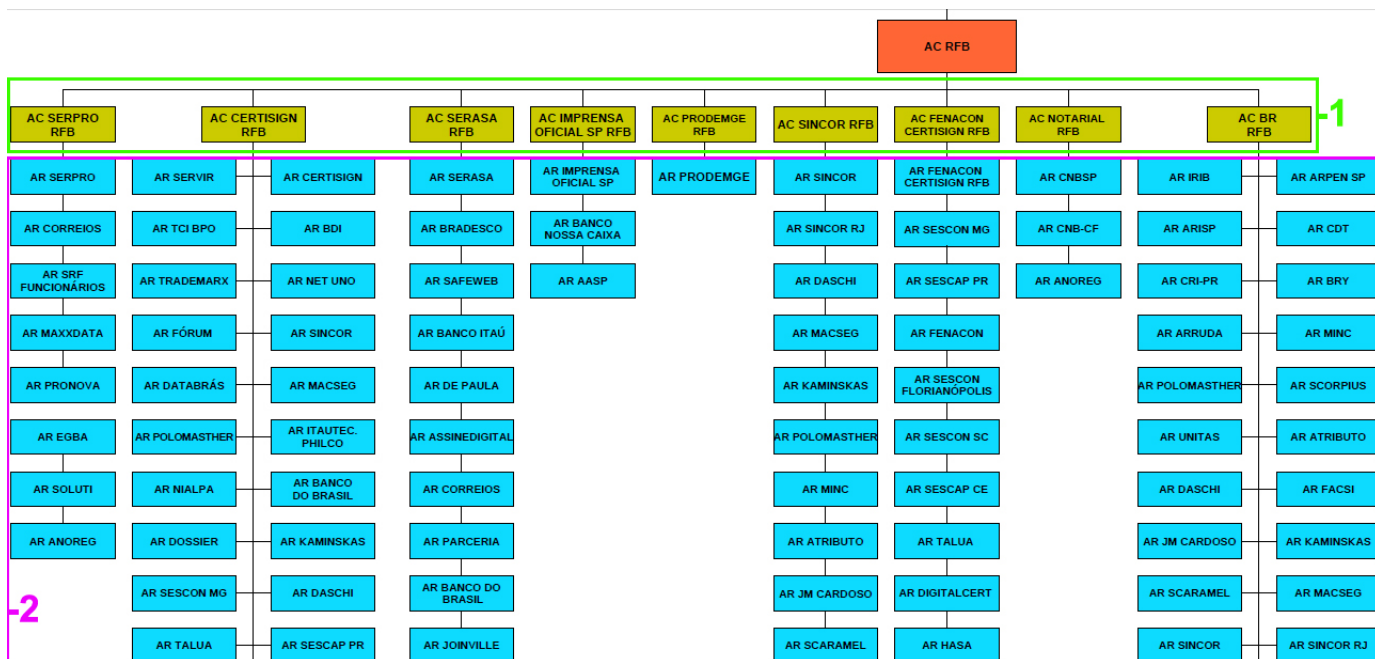 AC RFB
-1
AC SERPRO
RFB
AC CERTISIGN
RFB
AC SERASA
RFB
AC IMPRENSA
OFICIAL SP RFB
AC PRODEMGE
RFB
AC SINCOR RFB
AC FENACON
CERTISIGN RFB
AC NOTARIAL
RFB
AC BR
RFB
AR SERPRO
AR SERVIR
AR CERTISIGN
AR SERASA
AR IMPRENSA
OFICIAL SP
AR PRODEMGE
AR SINCOR
AR FENACON
CERTISIGN RFB
AR CNBSP
AR IRIB
AR ARPEN SP
AR CORREIOS
AR TCI BPO
AR BDI
AR BRADESCO
AR BANCO
NOSSA CAIXA
AR SINCOR RJ
AR SESCON MG
AR CNB-CF
AR ARISP
AR CDT
AR SRF
FUNCIONÁRIOS
AR TRADEMARX
AR NET UNO
AR SAFEWEB
AR AASP
AR DASCHI
AR SESCAP PR
AR ANOREG
AR CRI-PR
AR BRY
AR MAXXDATA
AR FÓRUM
AR SINCOR
AR BANCO ITAÚ
AR MACSEG
AR FENACON
AR ARRUDA
AR MINC
AR PRONOVA
AR DATABRÁS
AR MACSEG
AR DE PAULA
AR KAMINSKAS
AR SESCON
FLORIANÓPOLIS
AR POLOMASTHER
AR SCORPIUS
AR EGBA
AR POLOMASTHER
AR ITAUTEC.
PHILCO
AR ASSINEDIGITAL
AR POLOMASTHER
AR SESCON SC
AR UNITAS
AR ATRIBUTO
AR SOLUTI
AR NIALPA
AR BANCO
DO BRASIL
AR CORREIOS
AR MINC
AR SESCAP CE
AR DASCHI
AR FACSI
AR ANOREG
AR DOSSIER
AR KAMINSKAS
AR PARCERIA
AR ATRIBUTO
AR TALUA
AR JM CARDOSO
AR KAMINSKAS
-2
AR SESCON MG
AR DASCHI
AR BANCO DO
BRASIL
AR JM CARDOSO
AR DIGITALCERT
AR SCARAMEL
AR MACSEG
AR TALUA
AR SESCAP PR
AR JOINVILLE
AR SCARAMEL
AR HASA
AR SINCOR
AR SINCOR RJ